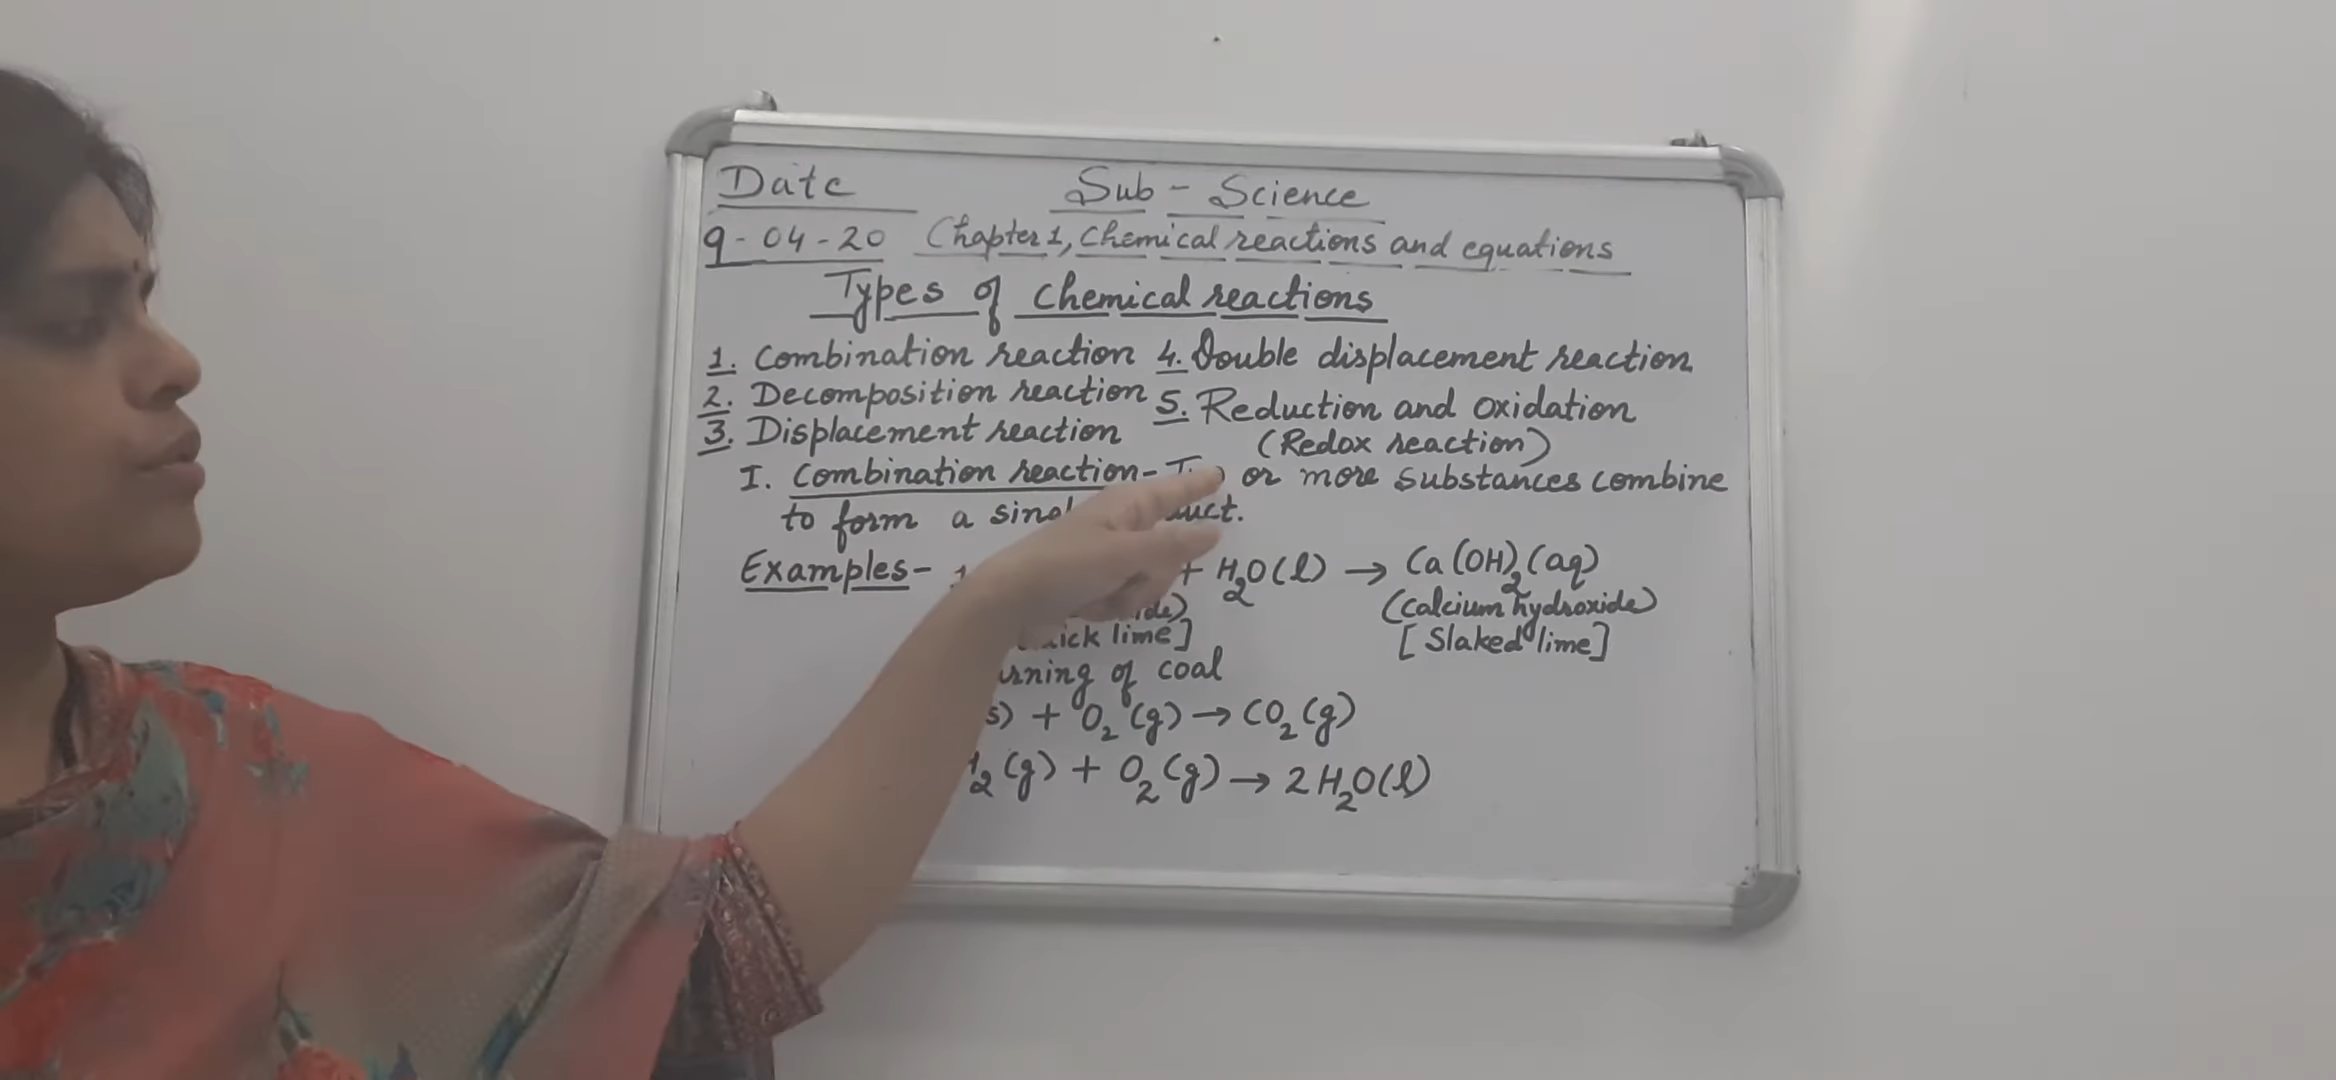 Date Sub - Science
9-04-20 Chapter 1, Chemical reactions and equations
Types of Chemical reactions
1. Combination reaction 4. Double displacement reaction
2. Decomposition reaction 5. Reduction and oxidation
3. Displacement reaction (Redox reaction)
I. Combination reaction- or more substances combine
to form a
Examples- + H₂O(l) → Ca(OH)₂(aq)
(Calcium hydroxide)
lime] [Slaked lime]
of coal
+ O₂(g) → CO₂(g)
(g) + O₂(g) → 2H₂O(l)